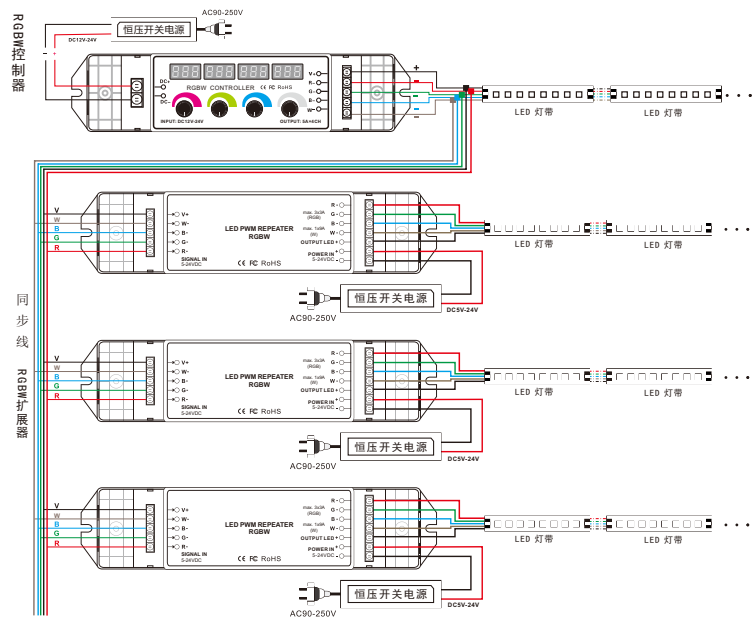 RGBW控制器
AC90-250V
恒压开关电源
DC12V-24V
DC+
DC-
888 888 888 888
RGBW CONTROLLER CE FC RoHS
INPUT: DC12V-24V
OUTPUT: 5A×4CH
V+
R-
G-
B-
W-
+
-
-
-
-
LED 灯带
LED 灯带
V
W
B
G
R
V+
W-
B-
G-
R-
SIGNAL IN
5-24VDC
LED PWM REPEATER
RGBW
CE FC RoHS
max. 3x3A
(RGB)
max. 1x9A
(W)
R-
G-
B-
W-
OUTPUT LED+
POWER IN +
5-24VDC -
LED 灯带
LED 灯带
恒压开关电源
AC90-250V
DC5V-24V
同步线
RGBW扩展器
V
W
B
G
R
V+
W-
B-
G-
R-
SIGNAL IN
5-24VDC
LED PWM REPEATER
RGBW
CE FC RoHS
max. 3x3A
(RGB)
max. 1x9A
(W)
R-
G-
B-
W-
OUTPUT LED+
POWER IN +
5-24VDC -
LED 灯带
LED 灯带
恒压开关电源
AC90-250V
DC5V-24V
V
W
B
G
R
V+
W-
B-
G-
R-
SIGNAL IN
5-24VDC
LED PWM REPEATER
RGBW
CE FC RoHS
max. 3x3A
(RGB)
max. 1x9A
(W)
R-
G-
B-
W-
OUTPUT LED+
POWER IN +
5-24VDC -
LED 灯带
LED 灯带
恒压开关电源
AC90-250V
DC5V-24V